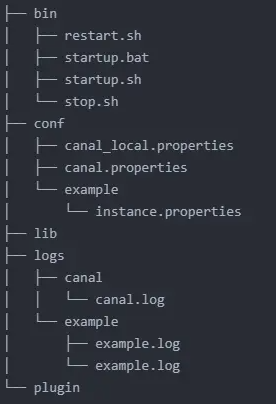 ├── bin
│   ├── restart.sh
│   ├── startup.bat
│   ├── startup.sh
│   └── stop.sh
├── conf
│   ├── canal_local.properties
│   ├── canal.properties
│   └── example
│       └── instance.properties
├── lib
├── logs
│   ├── canal
│   │   └── canal.log
│   └── example
│       ├── example.log
│       └── example.log
└── plugin